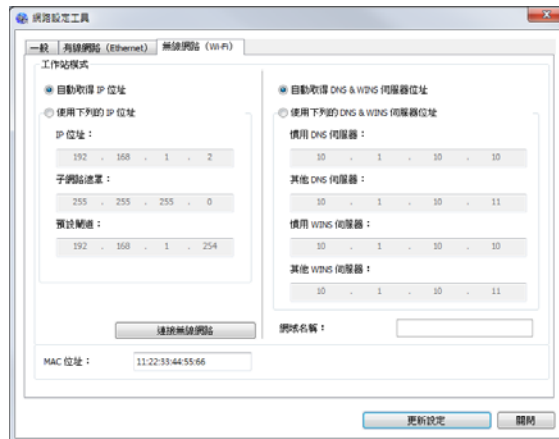 網路設定工具
一般 有線網路 (Ethernet) 無線網路 (Wi-Fi)
工作站模式
自動取得 IP 位址
使用下列的 IP 位址
IP 位址：
192 . 168 . 1 . 2
子網路遮罩：
255 . 255 . 255 . 0
預設閘道：
192 . 168 . 1 . 254
連接無線網路
自動取得 DNS & WINS 伺服器位址
使用下列的 DNS & WINS 伺服器位址
慣用 DNS 伺服器：
10 . 1 . 10 . 10
其他 DNS 伺服器：
10 . 1 . 10 . 11
慣用 WINS 伺服器：
10 . 1 . 10 . 10
其他 WINS 伺服器：
10 . 1 . 10 . 11
網域名稱：
MAC 位址： 11:22:33:44:55:66
更新設定 關閉